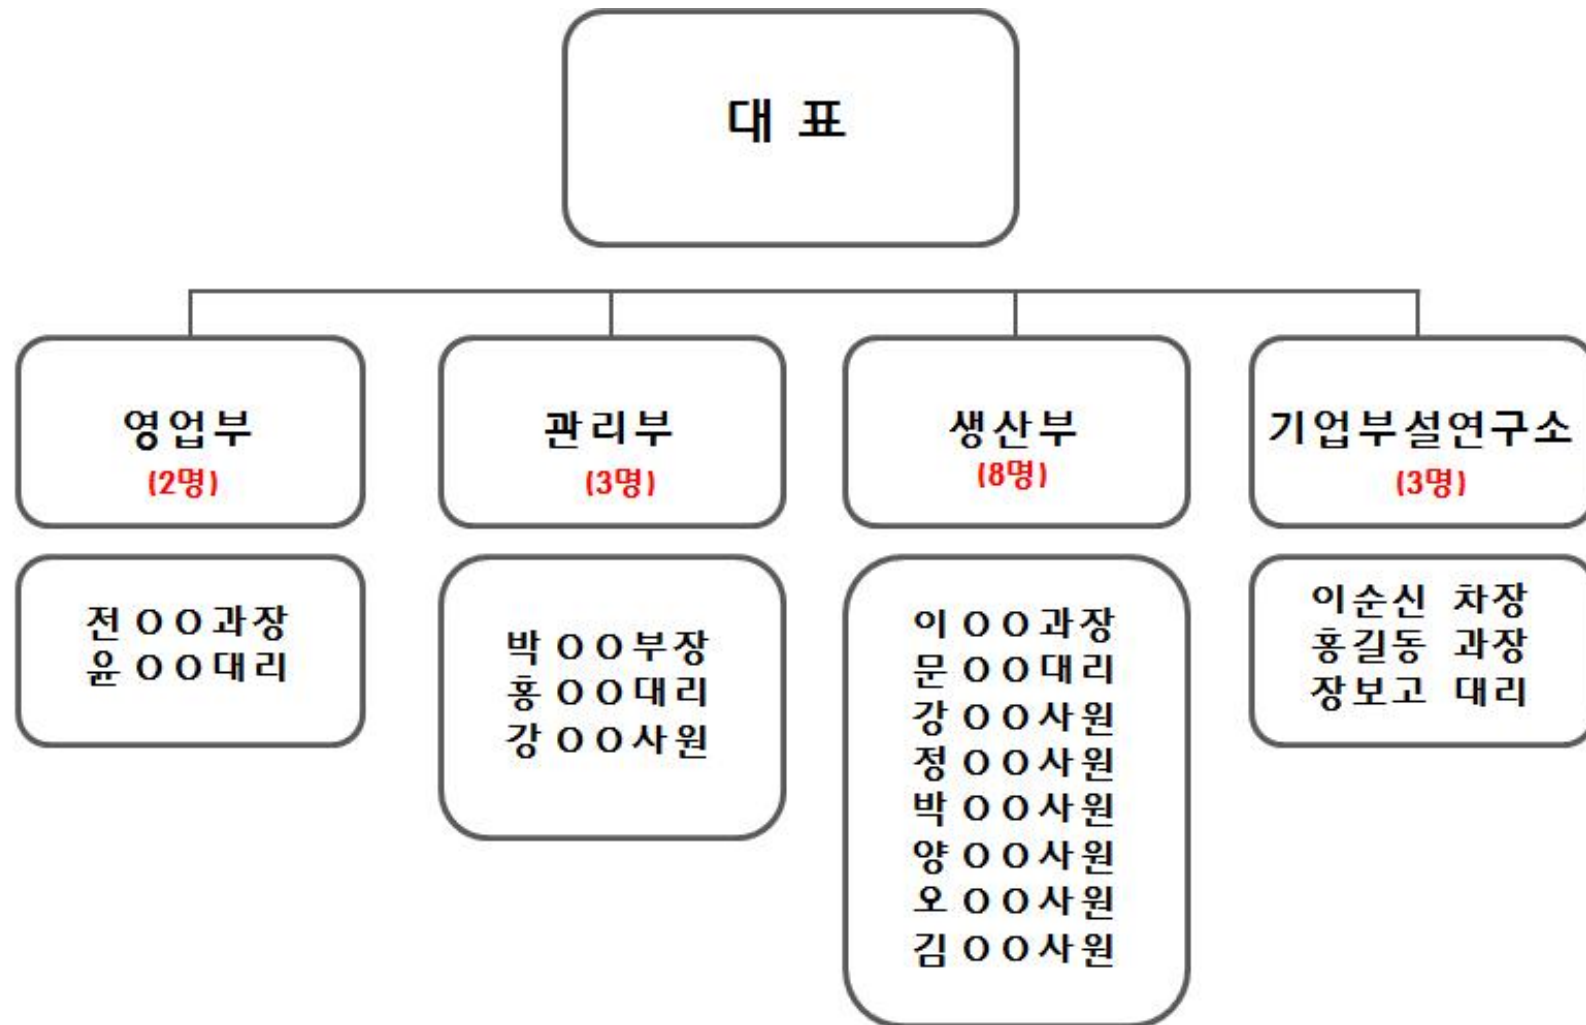 대 표
영업부
(2명)
관리부
(3명)
생산부
(8명)
기업부설연구소
(3명)
전 O O 과장
윤 O O 대리
박 O O 부장
홍 O O 대리
강 O O 사원
이 O O 과장
문 O O 대리
강 O O 사원
정 O O 사원
박 O O 사원
양 O O 사원
오 O O 사원
김 O O 사원
이순신 차장
홍길동 과장
장보고 대리